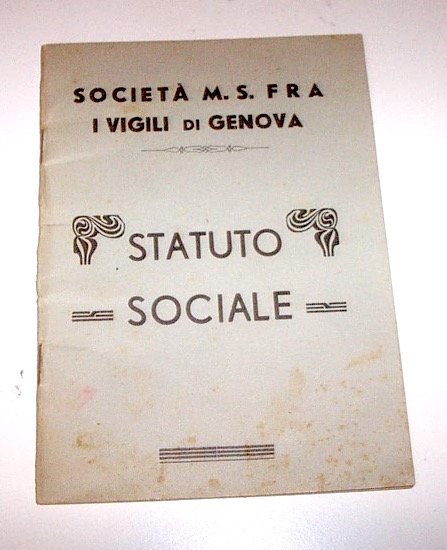 SOCIETÀ M. S. FRA
I VIGILI DI GENOVA
STATUTO
SOCIALE